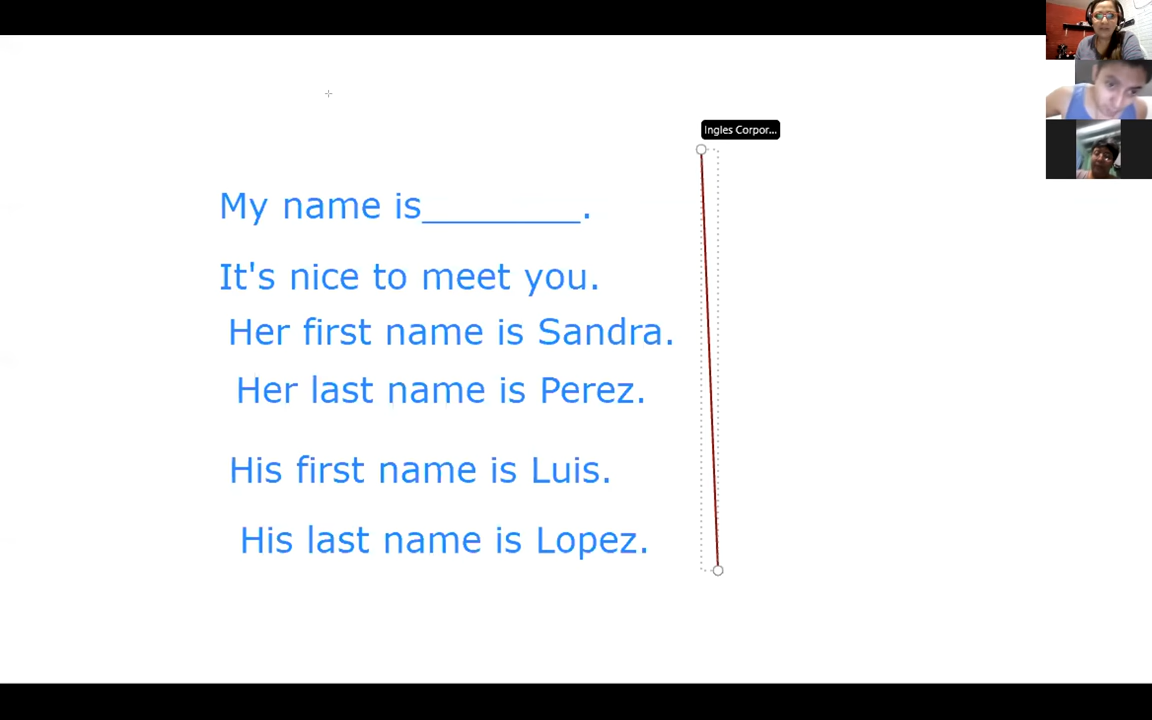 Ingles Corpor...
My name is________.
It's nice to meet you.
Her first name is Sandra.
Her last name is Perez.
His first name is Luis.
His last name is Lopez.